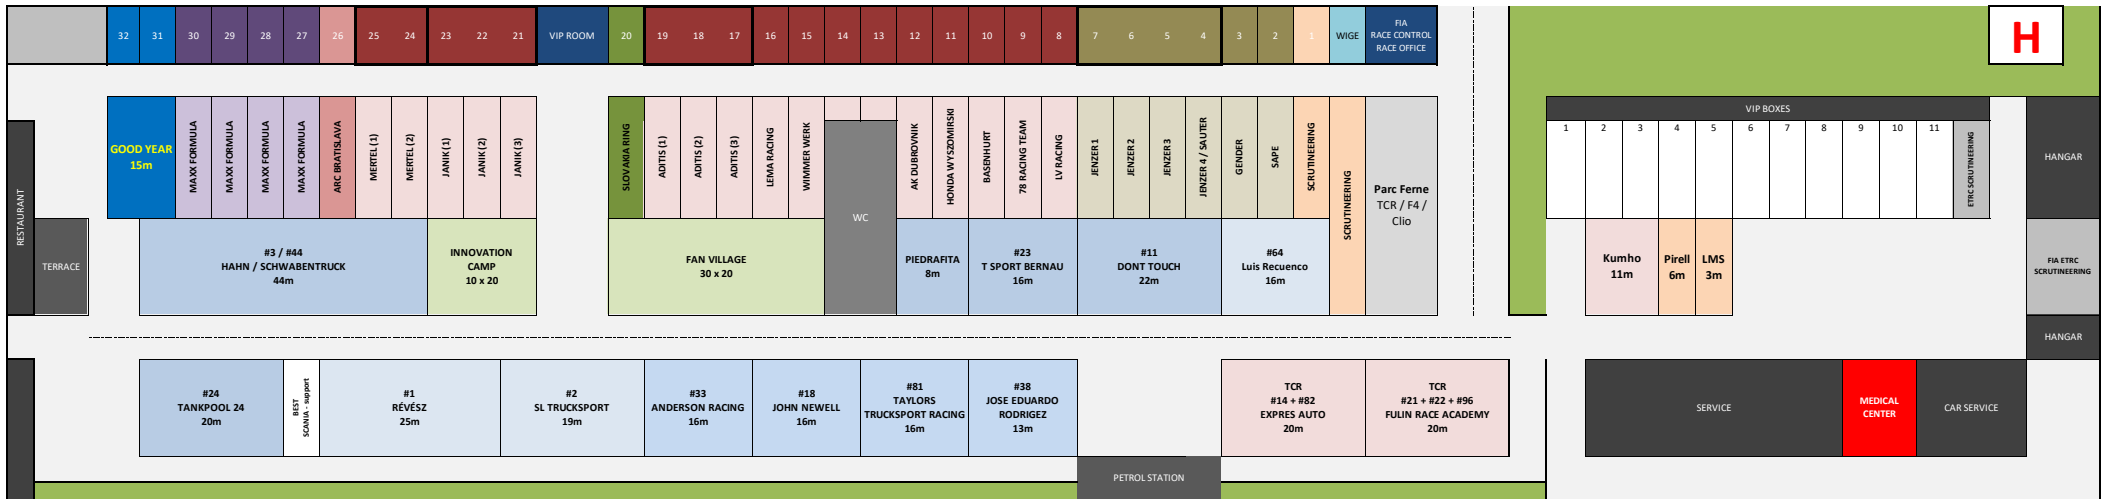 32
31
30
29
28
27
26
25
24
23
22
21
VIP ROOM
20
19
18
17
16
15
14
13
12
11
10
9
8
7
6
5
4
3
2
1
WIGE
FIA
RACE CONTROL
RACE OFFICE
H
GOOD YEAR
15m
MAXX FORMULA
MAXX FORMULA
MAXX FORMULA
MAXX FORMULA
ARC BRATISLAVA
MERTEL (1)
MERTEL (2)
JANIK (1)
JANIK (2)
JANIK (3)
SLOVAKIA RING
ADITIS (1)
ADITIS (2)
ADITIS (3)
LEMA RACING
WIMMER WERK
WC
AK DUBROVNIK
HONDA WYSZOMIRSKI
BASENHURT
78 RACING TEAM
LV RACING
JENZER 1
JENZER 2
JENZER 3
JENZER 4 / SAUTER
GENDER
SAPE
SCRUTINEERING
SCRUTINEERING
Parc Ferne
TCR / F4 /
Clio
VIP BOXES
1
2
3
4
5
6
7
8
9
10
11
ETRC SCRUTINEERING
HANGAR
RESTAURANT
TERRACE
#3 / #44
HAHN / SCHWABENTRUCK
44m
INNOVATION
CAMP
10 x 20
FAN VILLAGE
30 x 20
PIEDRAFITA
8m
#23
T SPORT BERNAU
16m
#11
DONT TOUCH
22m
#64
Luis Recuenco
16m
Kumho
11m
Pirell
6m
LMS
3m
FIA ETRC
SCRUTINEERING
HANGAR
#24
TANKPOOL 24
20m
BEST
SCANIA - support
#1
RÉVÉSZ
25m
#2
SL TRUCKSPORT
19m
#33
ANDERSON RACING
16m
#18
JOHN NEWELL
16m
#81
TAYLORS
TRUCKSPORT RACING
16m
#38
JOSE EDUARDO
RODRIGEZ
13m
TCR
#14 + #82
EXPRES AUTO
20m
TCR
#21 + #22 + #96
FULIN RACE ACADEMY
20m
SERVICE
MEDICAL
CENTER
CAR SERVICE
PETROL STATION